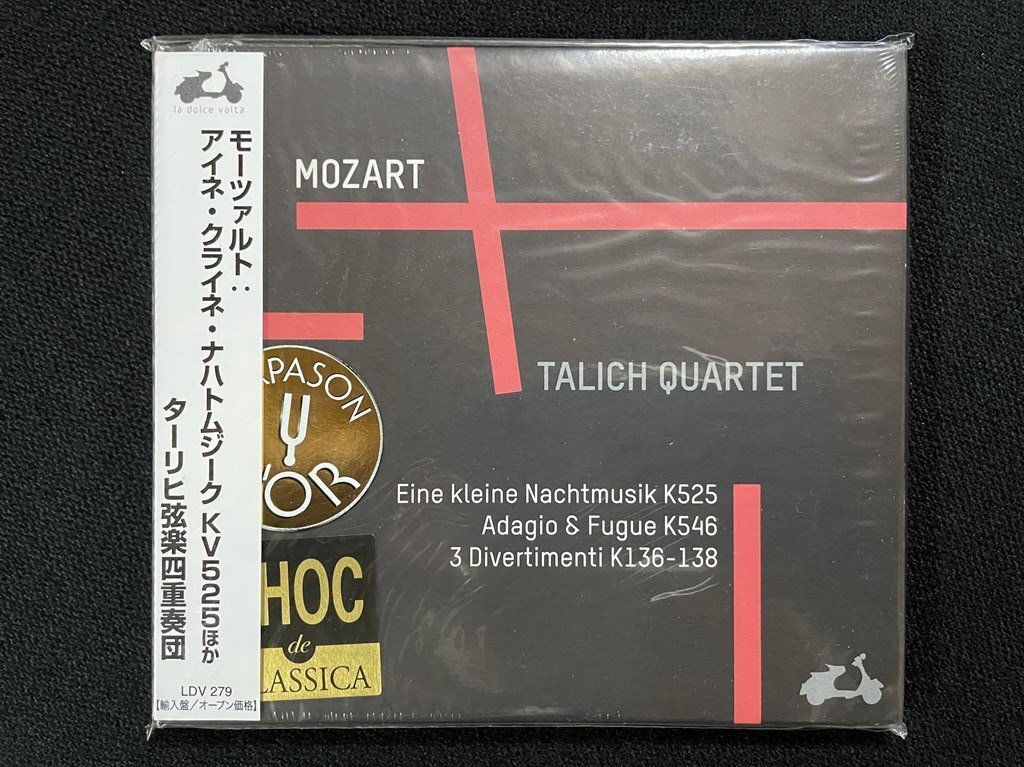 la dolce volta
モーツァルト:
アイネ・クライネ・ナハトムジーク KV525ほか
ターリヒ弦楽四重奏団
LDV 279
【輸入盤/オープン価格】
MOZART
TALICH QUARTET
APASON
D'OR
Eine kleine Nachtmusik K525
Adagio & Fugue K546
3 Divertimenti K136-138
HOC
de
LASSICA